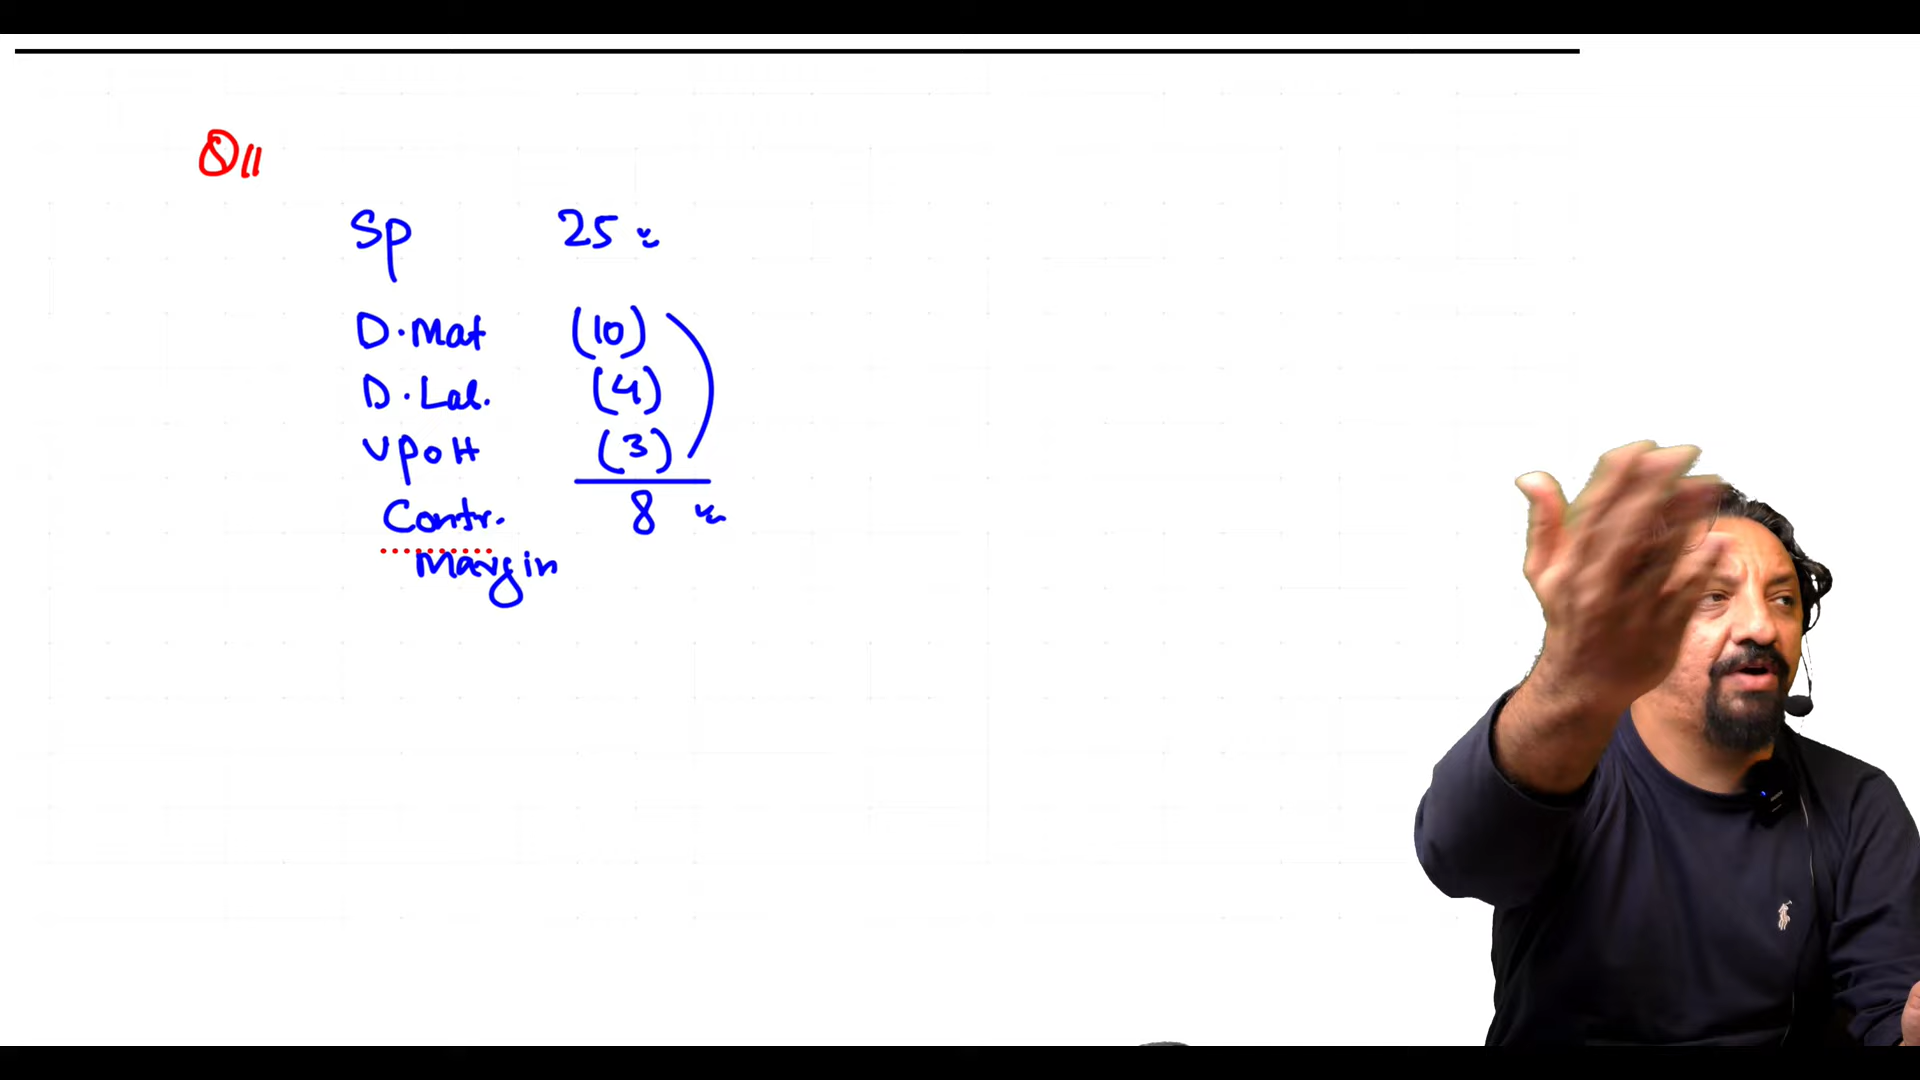 Q11
Sp 25
D.Mat (10)
D.Lab. (4)
VPOH (3)
Contr. 8
Margin